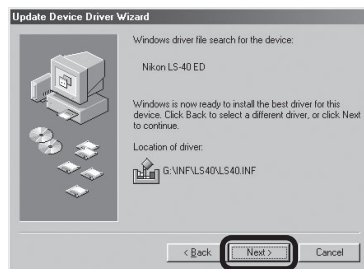 Update Device Driver Wizard
Windows driver file search for the device:
Nikon LS-40 ED
Windows is now ready to install the best driver for this
device. Click Back to select a different driver, or click Next
to continue.
Location of driver:
G:\INF\LS40\LS40.INF
< Back
Next >
Cancel